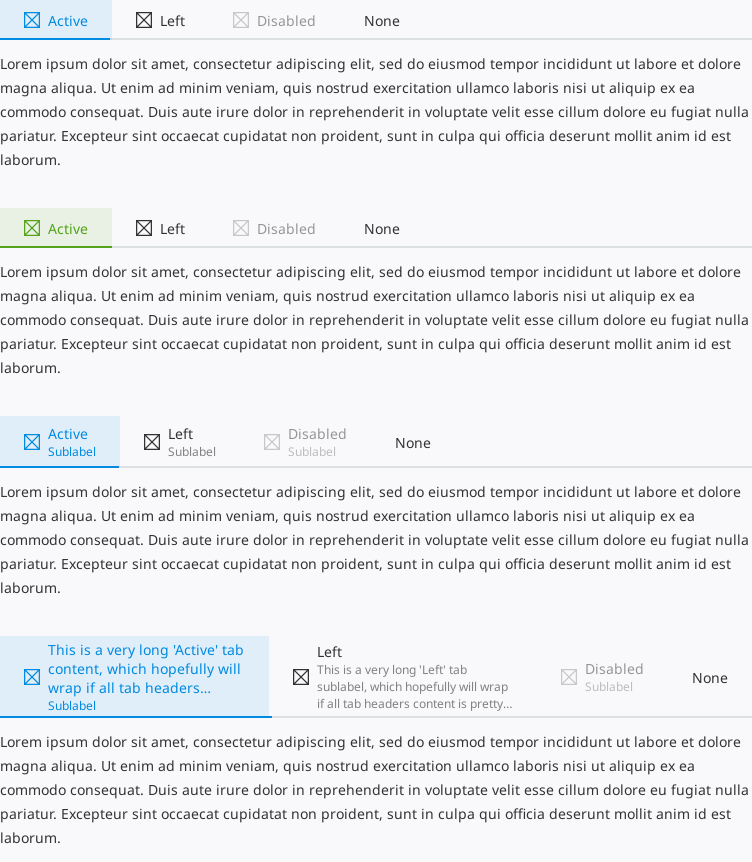 Active Left Disabled None
Lorem ipsum dolor sit amet, consectetur adipiscing elit, sed do eiusmod tempor incididunt ut labore et dolore
magna aliqua. Ut enim ad minim veniam, quis nostrud exercitation ullamco laboris nisi ut aliquip ex ea
commodo consequat. Duis aute irure dolor in reprehenderit in voluptate velit esse cillum dolore eu fugiat nulla
pariatur. Excepteur sint occaecat cupidatat non proident, sunt in culpa qui officia deserunt mollit anim id est
laborum.
Active Left Disabled None
Lorem ipsum dolor sit amet, consectetur adipiscing elit, sed do eiusmod tempor incididunt ut labore et dolore
magna aliqua. Ut enim ad minim veniam, quis nostrud exercitation ullamco laboris nisi ut aliquip ex ea
commodo consequat. Duis aute irure dolor in reprehenderit in voluptate velit esse cillum dolore eu fugiat nulla
pariatur. Excepteur sint occaecat cupidatat non proident, sunt in culpa qui officia deserunt mollit anim id est
laborum.
Active
Sublabel
Left
Sublabel
Disabled
Sublabel
None
Lorem ipsum dolor sit amet, consectetur adipiscing elit, sed do eiusmod tempor incididunt ut labore et dolore
magna aliqua. Ut enim ad minim veniam, quis nostrud exercitation ullamco laboris nisi ut aliquip ex ea
commodo consequat. Duis aute irure dolor in reprehenderit in voluptate velit esse cillum dolore eu fugiat nulla
pariatur. Excepteur sint occaecat cupidatat non proident, sunt in culpa qui officia deserunt mollit anim id est
laborum.
This is a very long 'Active' tab
content, which hopefully will
wrap if all tab headers...
Sublabel
Left
This is a very long 'Left' tab
sublabel, which hopefully will wrap
if all tab headers content is pretty...
Disabled
Sublabel
None
Lorem ipsum dolor sit amet, consectetur adipiscing elit, sed do eiusmod tempor incididunt ut labore et dolore
magna aliqua. Ut enim ad minim veniam, quis nostrud exercitation ullamco laboris nisi ut aliquip ex ea
commodo consequat. Duis aute irure dolor in reprehenderit in voluptate velit esse cillum dolore eu fugiat nulla
pariatur. Excepteur sint occaecat cupidatat non proident, sunt in culpa qui officia deserunt mollit anim id est
laborum.